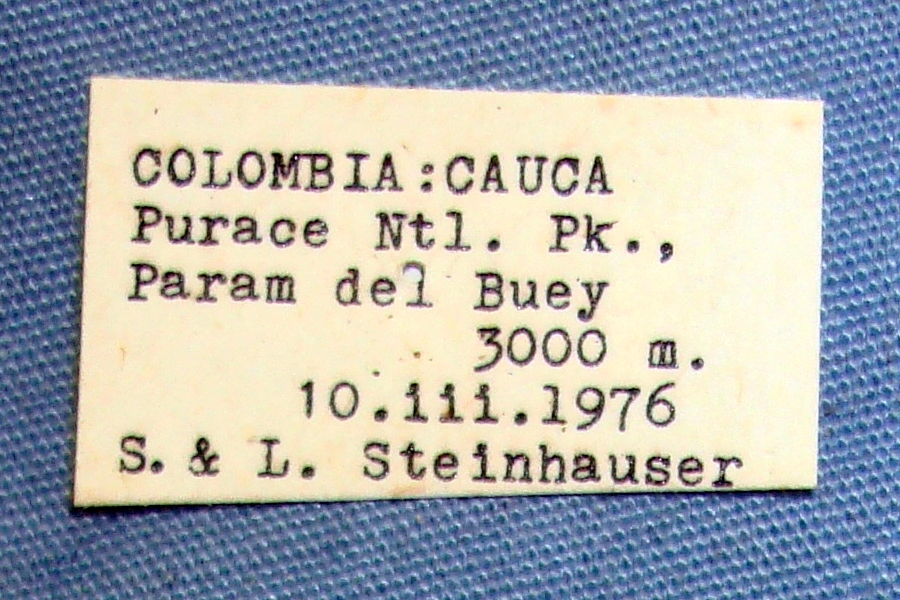 COLOMBIA:CAUCA
Purace Ntl. Pk.,
Param del Buey
3000 m.
10.iii.1976
S. & L. Steinhauser